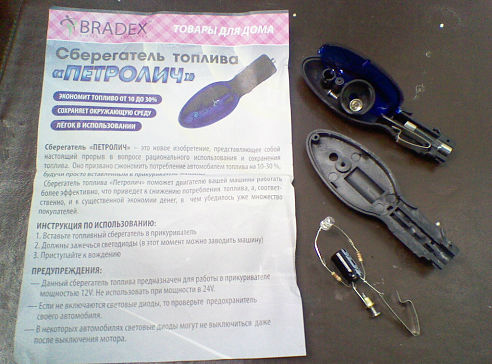 BRADEX
ТОВАРЫ ДЛЯ ДОМА
Сберегатель топлива
«ПЕТРОЛИЧ»
ЭКОНОМИТ ТОПЛИВО ОТ 10 ДО 30%
СОХРАНЯЕТ ОКРУЖАЮЩУЮ СРЕДУ
ЛЁГОК В ИСПОЛЬЗОВАНИИ
Сберегатель "ПЕТРОЛИЧ" – это новое изобретение, представляющее собой
настоящий прорыв в вопросе рационального использования и сохранения
топлива. Оно призвано сэкономить потребление автомобилем топлива на 10-30 %,
будучи просто вставленным в прикуриватель
Сберегатель топлива «Петролич» поможет двигателю вашей машины работать
более эффективно, что приведет к снижению потребления топлива, а, соответ-
ственно, и к существенной экономии денег, в чем убедилось уже множество
покупателей.
ИНСТРУКЦИЯ ПО ИСПОЛЬЗОВАНИЮ:
1. Вставьте топливный сберегатель в прикуриватель
2. Должны зажечься светодиоды (в этот момент можно заводить машину)
3. Приступайте к вождению
ПРЕДУПРЕЖДЕНИЯ:
— Данный сберегатель топлива предназначен для работы в прикуривателе
мощностью 12V. Не использовать при мощности в 24V.
— Если не включаются световые диоды, то проверьте предохранитель
своего автомобиля.
— В некоторых автомобилях световые диоды могут не выключиться даже
после выключения мотора.